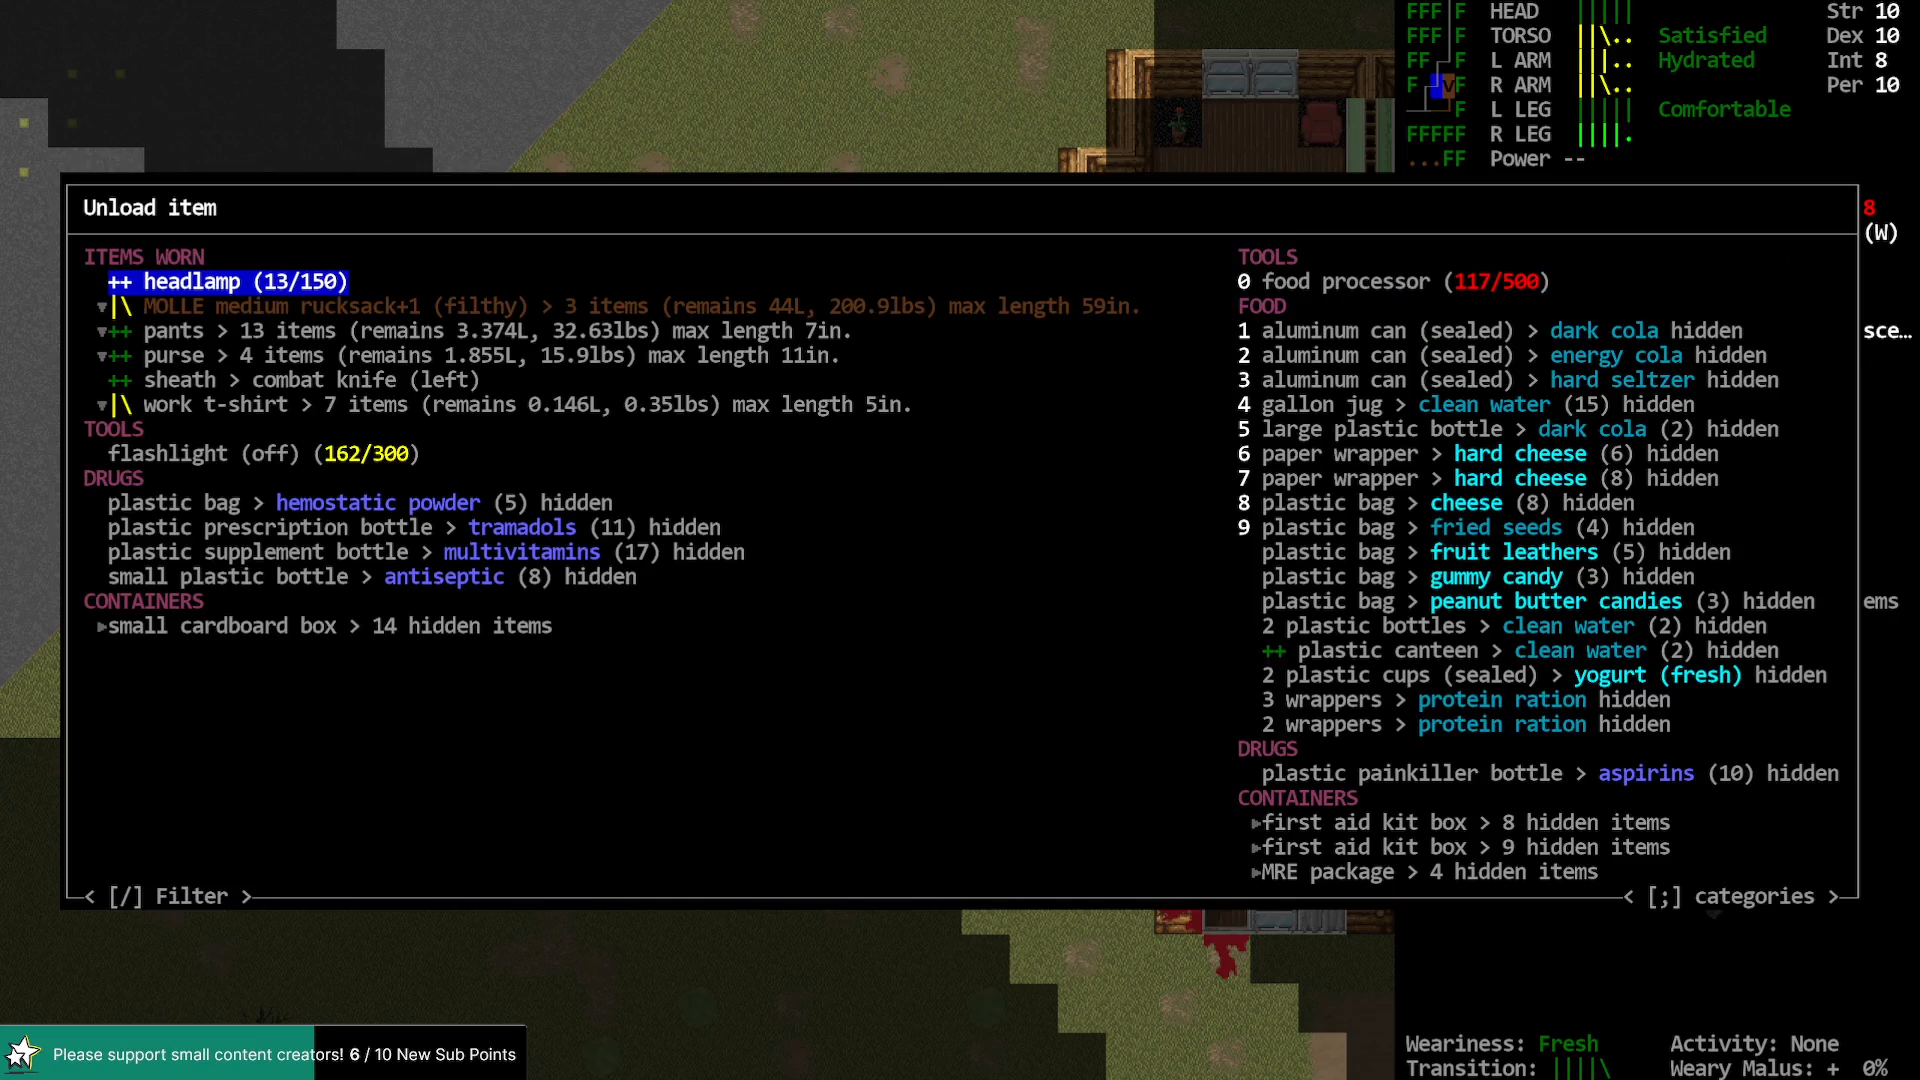 FFF F HEAD ||||| Str 10
FFF F TORSO ||\.. Satisfied Dex 10
FF F L ARM |||.. Hydrated Int 8
F vF R ARM ||\.. Per 10
F L LEG ||||| Comfortable
FFFFF R LEG ||||.
...FF Power --
Unload item
8
(W)
ITEMS WORN
++ headlamp (13/150)
▼|\ MOLLE medium rucksack+1 (filthy) > 3 items (remains 44L, 200.9lbs) max length 59in.
▼++ pants > 13 items (remains 3.374L, 32.63lbs) max length 7in.
▼++ purse > 4 items (remains 1.855L, 15.9lbs) max length 11in.
++ sheath > combat knife (left)
▼|\ work t-shirt > 7 items (remains 0.146L, 0.35lbs) max length 5in.
TOOLS
flashlight (off) (162/300)
DRUGS
plastic bag > hemostatic powder (5) hidden
plastic prescription bottle > tramadols (11) hidden
plastic supplement bottle > multivitamins (17) hidden
small plastic bottle > antiseptic (8) hidden
CONTAINERS
▶small cardboard box > 14 hidden items
TOOLS
0 food processor (117/500)
FOOD
1 aluminum can (sealed) > dark cola hidden
2 aluminum can (sealed) > energy cola hidden
3 aluminum can (sealed) > hard seltzer hidden
4 gallon jug > clean water (15) hidden
5 large plastic bottle > dark cola (2) hidden
6 paper wrapper > hard cheese (6) hidden
7 paper wrapper > hard cheese (8) hidden
8 plastic bag > cheese (8) hidden
9 plastic bag > fried seeds (4) hidden
plastic bag > fruit leathers (5) hidden
plastic bag > gummy candy (3) hidden
plastic bag > peanut butter candies (3) hidden
2 plastic bottles > clean water (2) hidden
++ plastic canteen > clean water (2) hidden
2 plastic cups (sealed) > yogurt (fresh) hidden
3 wrappers > protein ration hidden
2 wrappers > protein ration hidden
DRUGS
plastic painkiller bottle > aspirins (10) hidden
CONTAINERS
▶first aid kit box > 8 hidden items
▶first aid kit box > 9 hidden items
▶MRE package > 4 hidden items
sce…
ems
< [/] Filter >
< [;] categories >
Please support small content creators! 6 / 10 New Sub Points
Weariness: Fresh Activity: None
Transition: ||||\ Weary Malus: + 0%